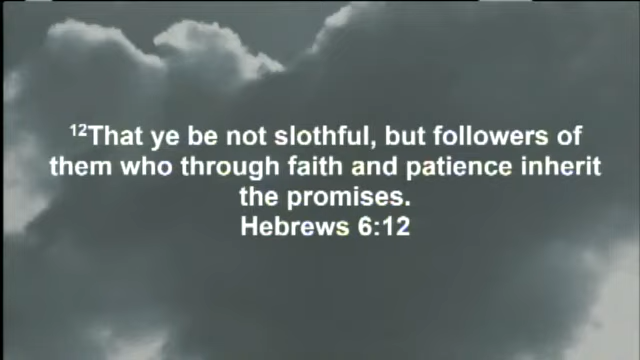 ¹²That ye be not slothful, but followers of
them who through faith and patience inherit
the promises.
Hebrews 6:12